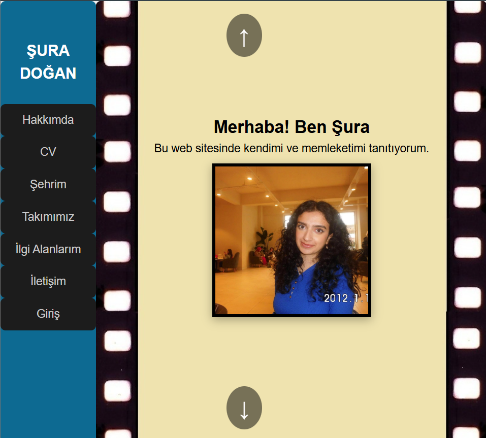 ŞURA
DOĞAN
Hakkımda
CV
Şehrim
Takımımız
İlgi Alanlarım
İletişim
Giriş
↑
Merhaba! Ben Şura
Bu web sitesinde kendimi ve memleketimi tanıtıyorum.
2012.1.1
↓